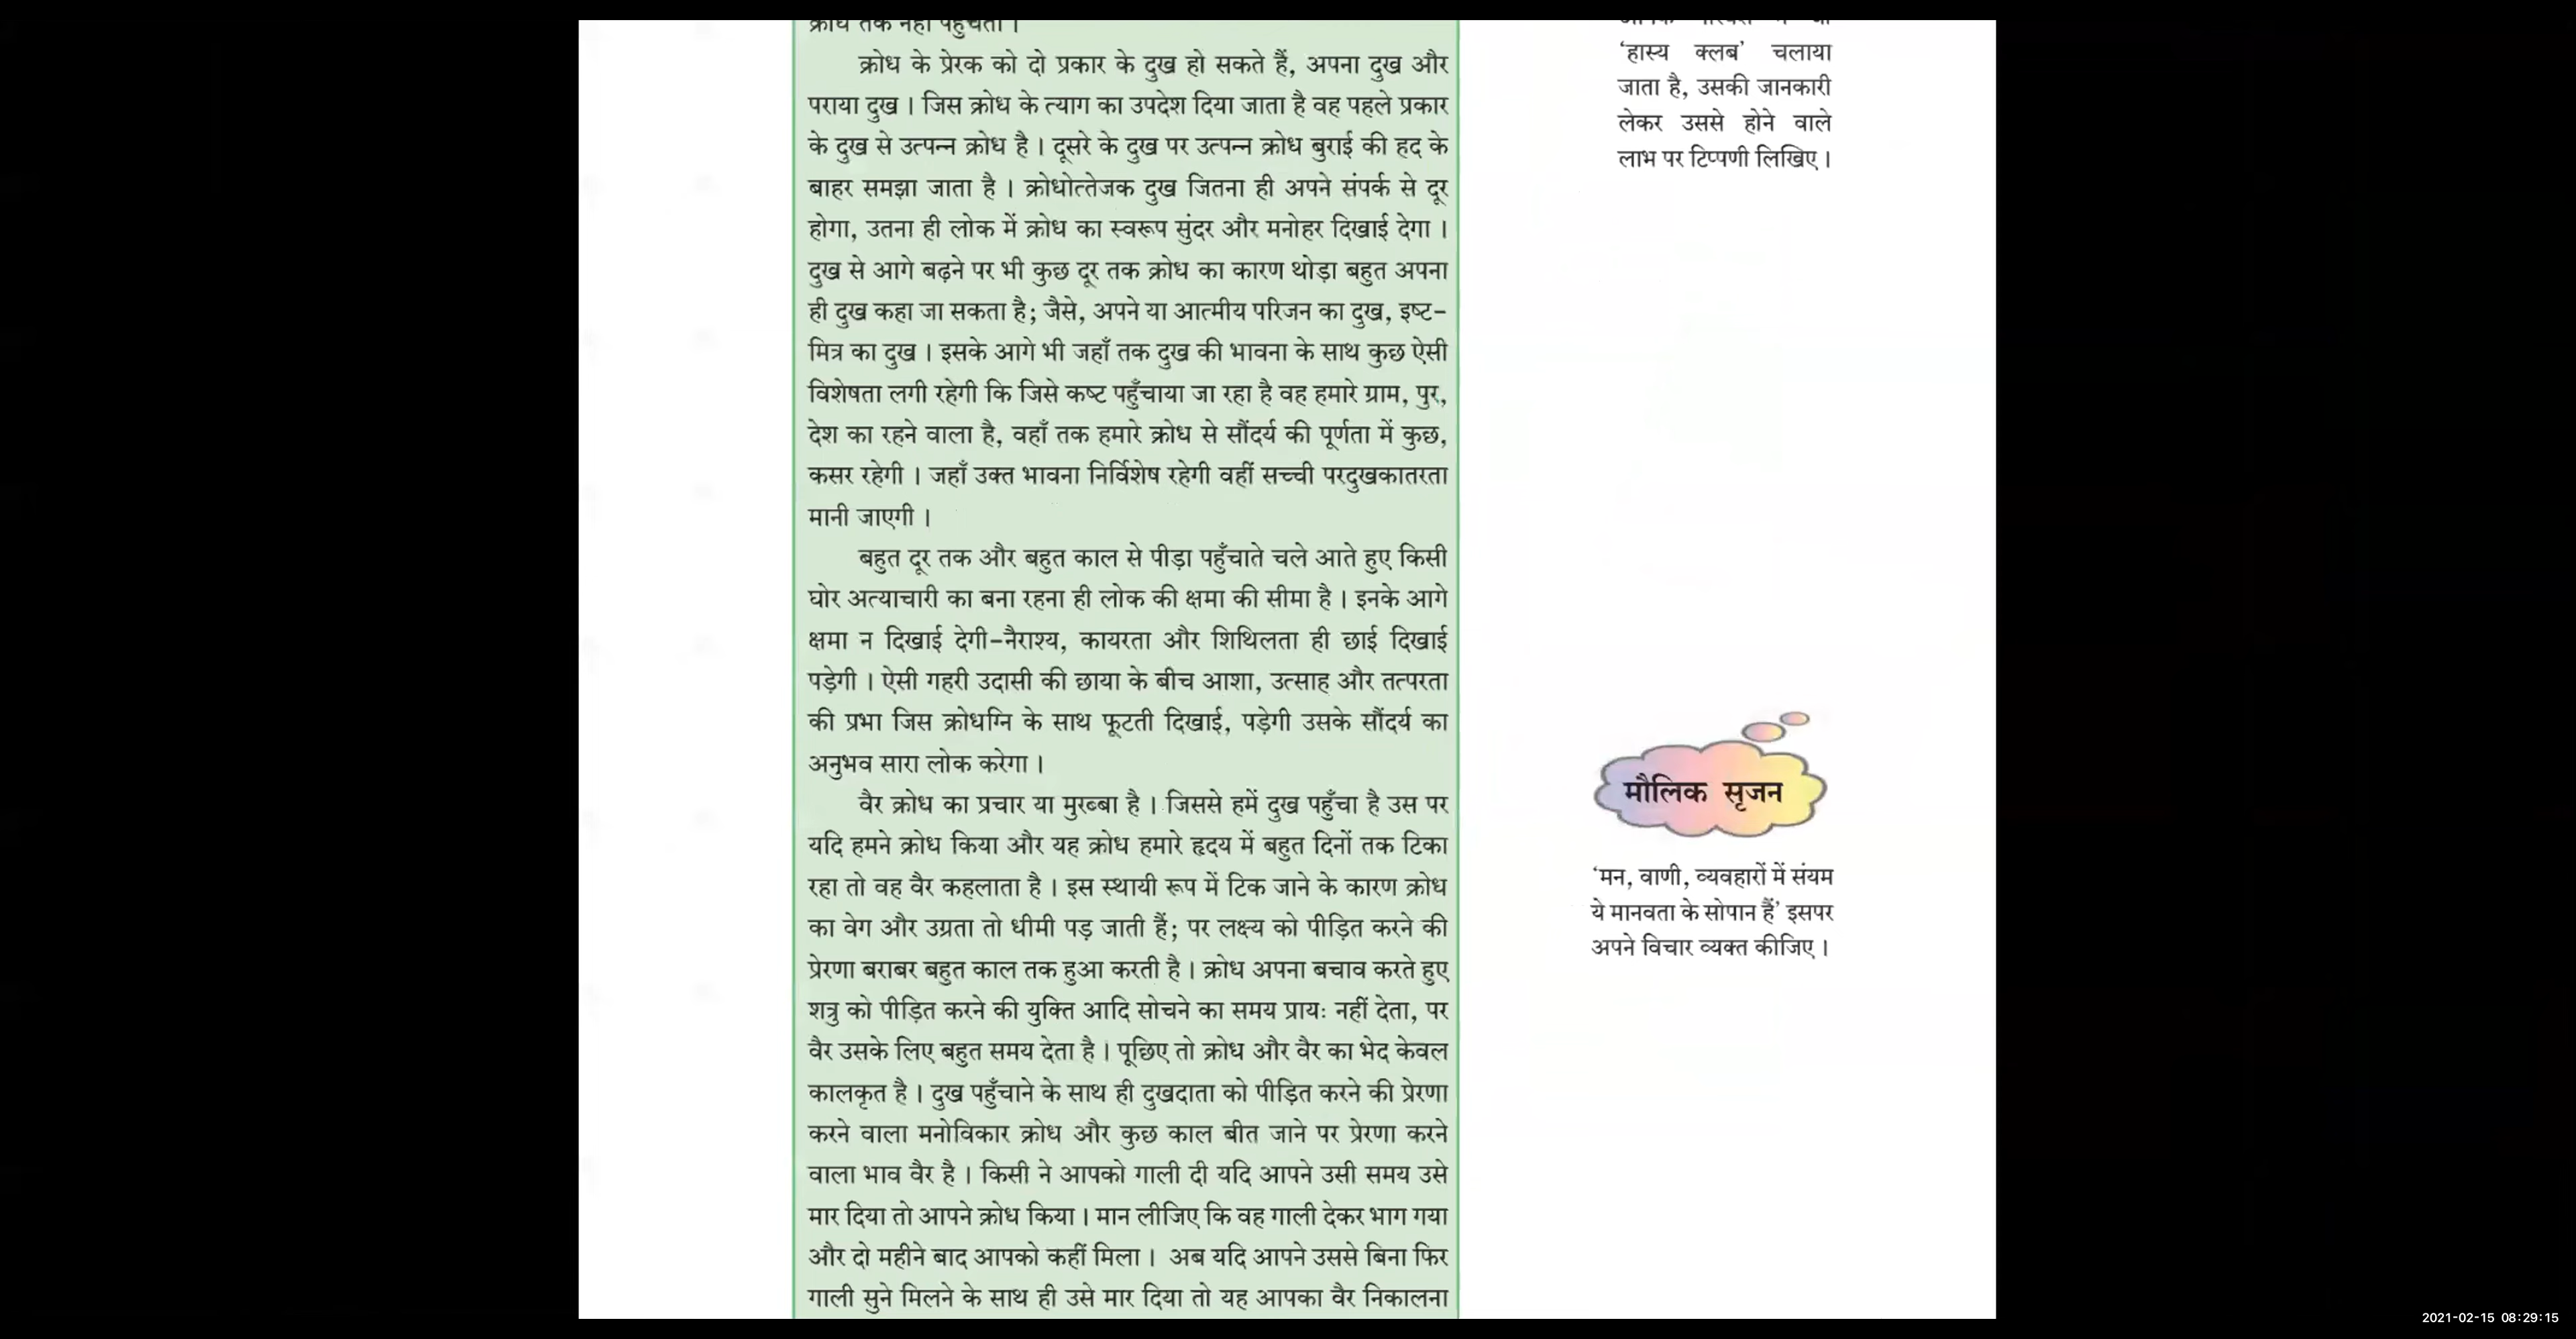 क्रोध तक नहीं पहुँचता ।
क्रोध के प्रेरक को दो प्रकार के दुख हो सकते हैं, अपना दुख और
पराया दुख । जिस क्रोध के त्याग का उपदेश दिया जाता है वह पहले प्रकार
के दुख से उत्पन्न क्रोध है । दूसरे के दुख पर उत्पन्न क्रोध बुराई की हद के
बाहर समझा जाता है । क्रोधोत्तेजक दुख जितना ही अपने संपर्क से दूर
होगा, उतना ही लोक में क्रोध का स्वरूप सुंदर और मनोहर दिखाई देगा ।
दुख से आगे बढ़ने पर भी कुछ दूर तक क्रोध का कारण थोड़ा बहुत अपना
ही दुख कहा जा सकता है; जैसे, अपने या आत्मीय परिजन का दुख, इष्ट-
मित्र का दुख । इसके आगे भी जहाँ तक दुख की भावना के साथ कुछ ऐसी
विशेषता लगी रहेगी कि जिसे कष्ट पहुँचाया जा रहा है वह हमारे ग्राम, पुर,
देश का रहने वाला है, वहाँ तक हमारे क्रोध से सौंदर्य की पूर्णता में कुछ,
कसर रहेगी । जहाँ उक्त भावना निर्विशेष रहेगी वहीं सच्ची परदुखकातरता
मानी जाएगी ।
बहुत दूर तक और बहुत काल से पीड़ा पहुँचाते चले आते हुए किसी
घोर अत्याचारी का बना रहना ही लोक की क्षमा की सीमा है । इनके आगे
क्षमा न दिखाई देगी-नैराश्य, कायरता और शिथिलता ही छाई दिखाई
पड़ेगी । ऐसी गहरी उदासी की छाया के बीच आशा, उत्साह और तत्परता
की प्रभा जिस क्रोधग्नि के साथ फूटती दिखाई, पड़ेगी उसके सौंदर्य का
अनुभव सारा लोक करेगा ।
वैर क्रोध का प्रचार या मुरब्बा है । जिससे हमें दुख पहुँचा है उस पर
यदि हमने क्रोध किया और यह क्रोध हमारे हृदय में बहुत दिनों तक टिका
रहा तो वह वैर कहलाता है । इस स्थायी रूप में टिक जाने के कारण क्रोध
का वेग और उग्रता तो धीमी पड़ जाती हैं; पर लक्ष्य को पीड़ित करने की
प्रेरणा बराबर बहुत काल तक हुआ करती है । क्रोध अपना बचाव करते हुए
शत्रु को पीड़ित करने की युक्ति आदि सोचने का समय प्रायः नहीं देता, पर
वैर उसके लिए बहुत समय देता है । पूछिए तो क्रोध और वैर का भेद केवल
कालकृत है । दुख पहुँचाने के साथ ही दुखदाता को पीड़ित करने की प्रेरणा
करने वाला मनोविकार क्रोध और कुछ काल बीत जाने पर प्रेरणा करने
वाला भाव वैर है । किसी ने आपको गाली दी यदि आपने उसी समय उसे
मार दिया तो आपने क्रोध किया । मान लीजिए कि वह गाली देकर भाग गया
और दो महीने बाद आपको कहीं मिला । अब यदि आपने उससे बिना फिर
गाली सुने मिलने के साथ ही उसे मार दिया तो यह आपका वैर निकालना
‘हास्य क्लब’ चलाया
जाता है, उसकी जानकारी
लेकर उससे होने वाले
लाभ पर टिप्पणी लिखिए ।
मौलिक सृजन
‘मन, वाणी, व्यवहारों में संयम
ये मानवता के सोपान हैं’ इसपर
अपने विचार व्यक्त कीजिए ।
2021-02-15 08:29:15